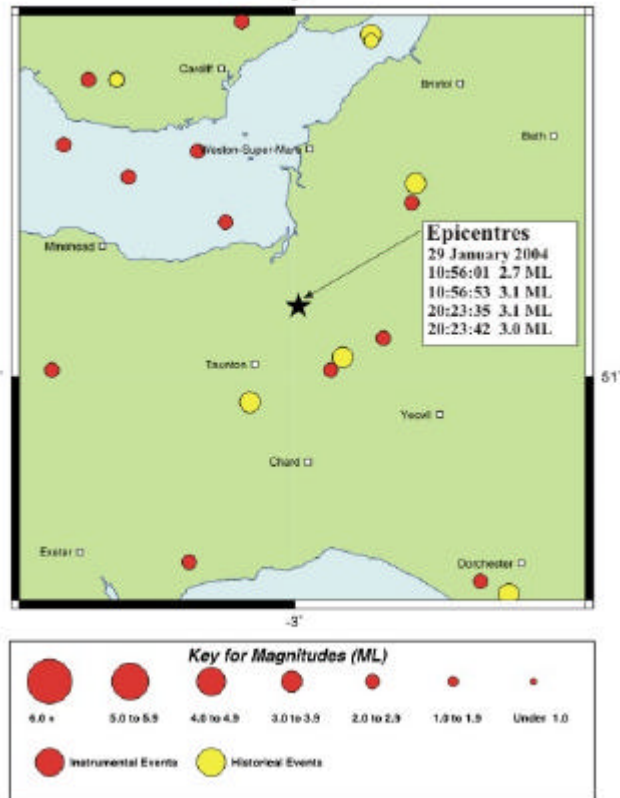 Cardiff
Bristol
Bath
Weston-Super-Mare
Minehead
Epicentres
29 January 2004
10:56:01 2.7 ML
10:56:53 3.1 ML
20:23:35 3.1 ML
20:23:42 3.0 ML
Taunton
51°
Yeovil
Chard
Exeter
Dorchester
-3°
Key for Magnitudes (ML)
6.0 + 5.0 to 5.9 4.0 to 4.9 3.0 to 3.9 2.0 to 2.9 1.0 to 1.9 Under 1.0
Instrumental Events Historical Events